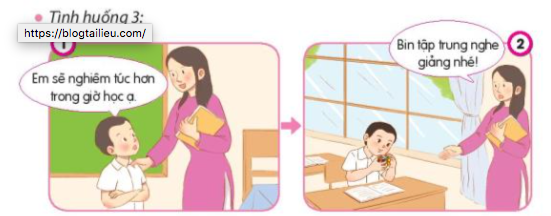 • Tình huống 3:
https://blogtailieu.com/
1
Em sẽ nghiêm túc hơn
trong giờ học ạ.
2
Bin tập trung nghe
giảng nhé!